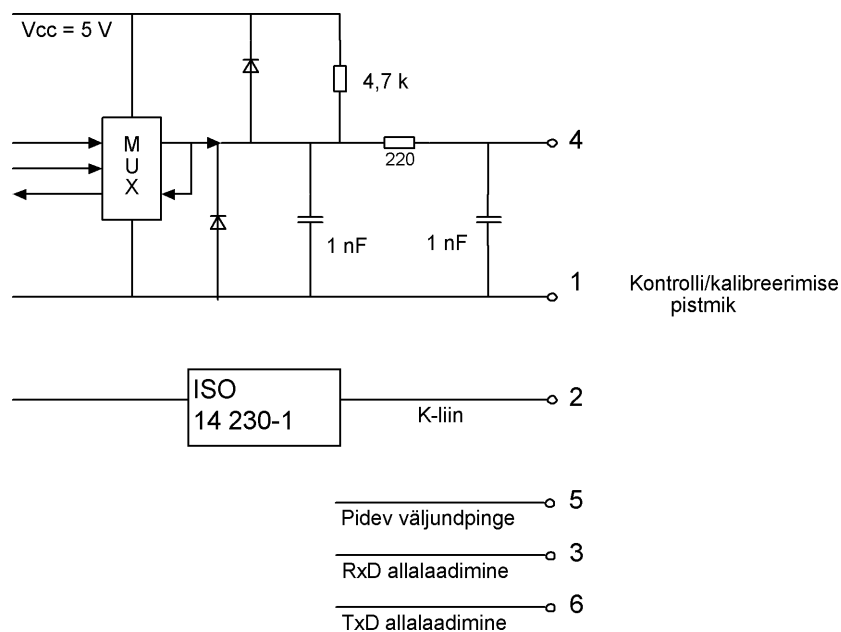 Vcc = 5 V
4,7 k
M
U
X
220
4
1 nF
1 nF
1
Kontrolli/kalibreerimise
pistmik
ISO
14 230-1
K-liin
2
Pidev väljundpinge
5
RxD allalaadimine
3
TxD allalaadimine
6